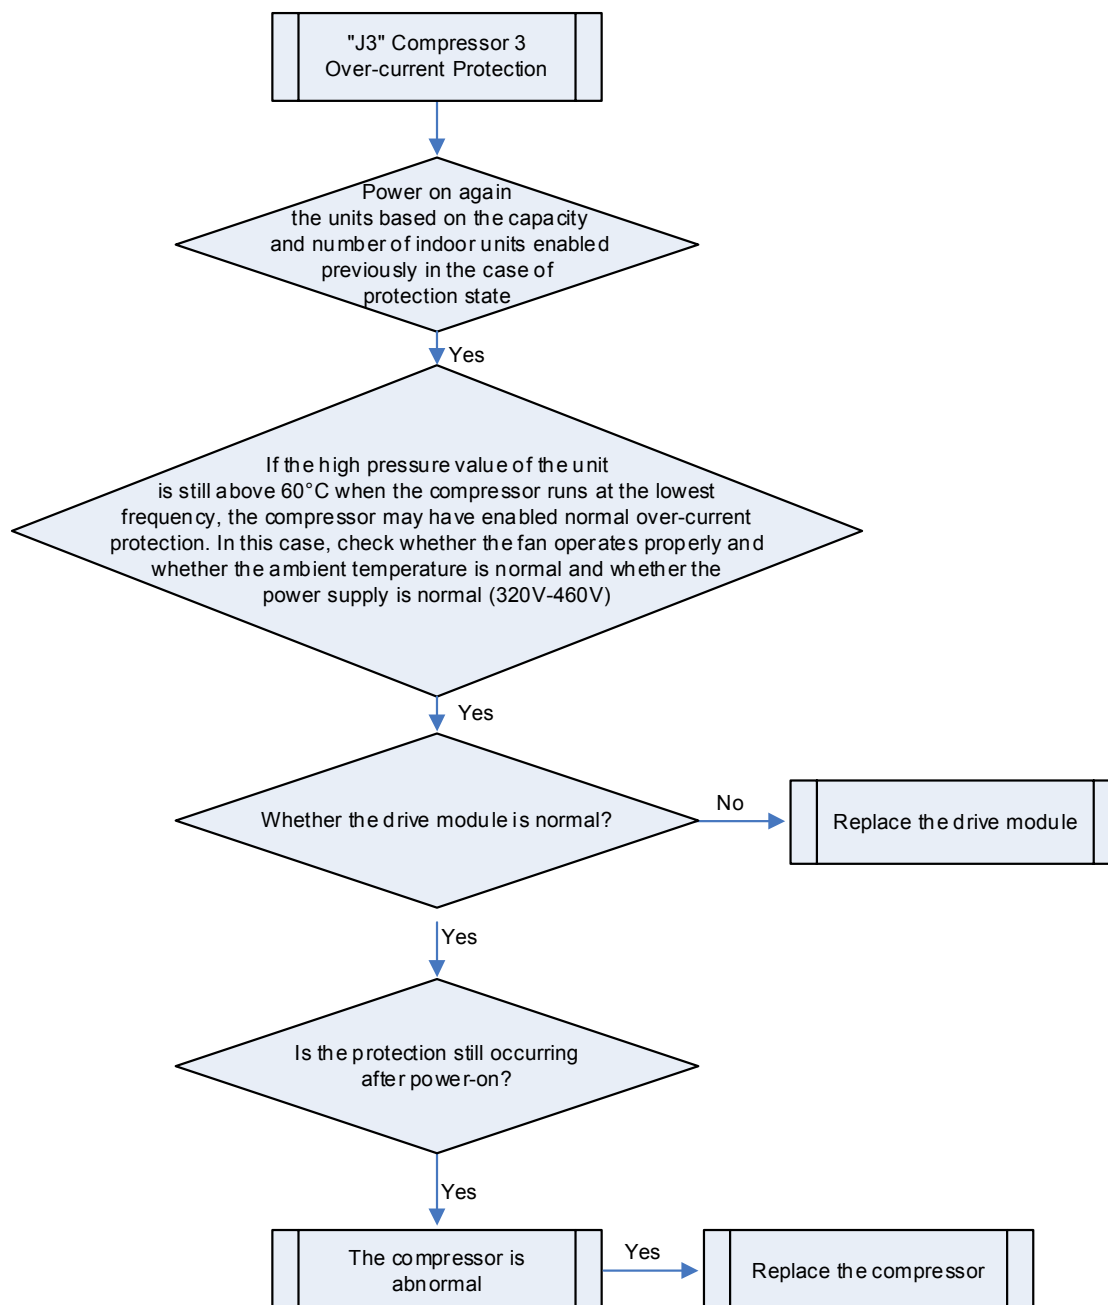 "J3" Compressor 3
Over-current Protection
Power on again
the units based on the capacity
and number of indoor units enabled
previously in the case of
protection state
Yes
If the high pressure value of the unit
is still above 60°C when the compressor runs at the lowest
frequency, the compressor may have enabled normal over-current
protection. In this case, check whether the fan operates properly and
whether the ambient temperature is normal and whether the
power supply is normal (320V-460V)
Yes
Whether the drive module is normal?
No
Replace the drive module
Yes
Is the protection still occurring
after power-on?
Yes
The compressor is
abnormal
Yes
Replace the compressor